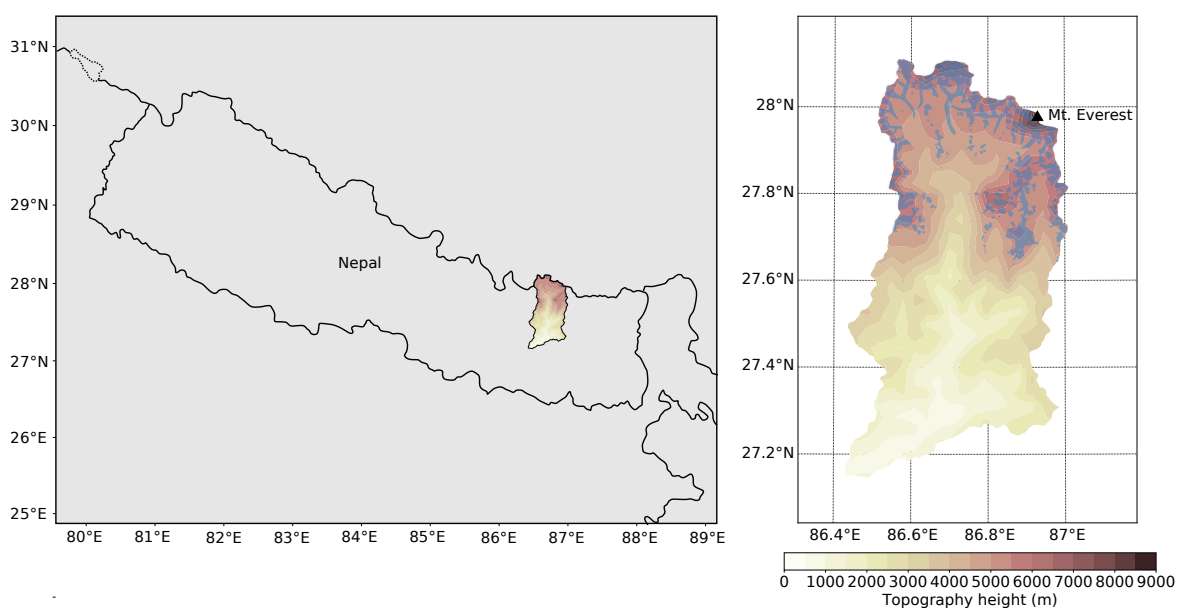 31°N
30°N
29°N
28°N
27°E
26°E
25°E
80°E 81°E 82°E 83°E 84°E 85°E 86°E 87°E 88°E 89°E
Nepal
28°N
27.8°N
27.6°N
27.4°N
27.2°N
86.4°E 86.6°E 86.8°E 87°E
Mt. Everest
0 1000 2000 3000 4000 5000 6000 7000 8000 9000
Topography height (m)